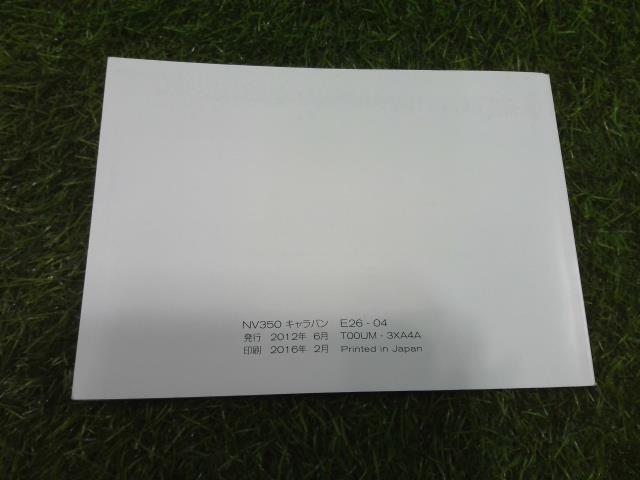 NV350 キャラバン E26 - 04
発行 2012年 6月 T00UM - 3XA4A
印刷 2016年 2月 Printed in Japan